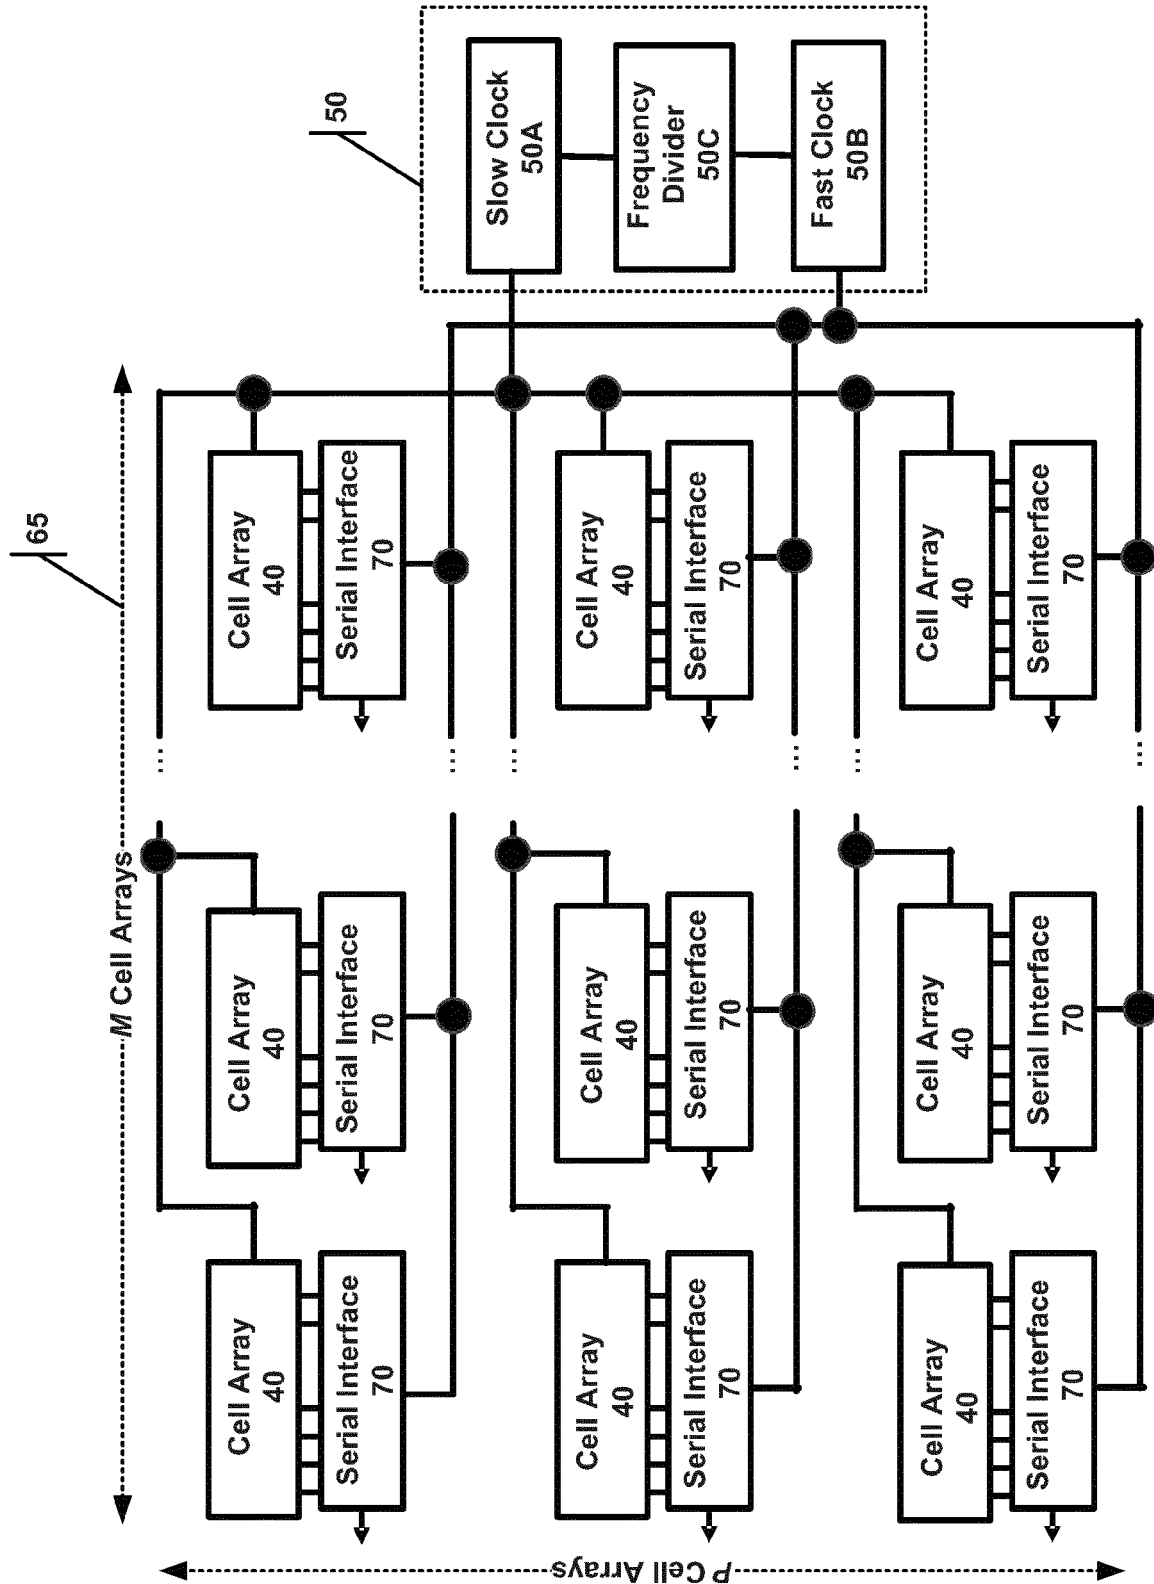 65
M Cell Arrays
P Cell Arrays
50
Slow Clock
50A
Frequency
Divider
50C
Fast Clock
50B
Cell Array
40
Serial Interface
70
Cell Array
40
Serial Interface
70
...
Cell Array
40
Serial Interface
70
...
Cell Array
40
Serial Interface
70
Cell Array
40
Serial Interface
70
...
Cell Array
40
Serial Interface
70
...
Cell Array
40
Serial Interface
70
Cell Array
40
Serial Interface
70
...
Cell Array
40
Serial Interface
70
...